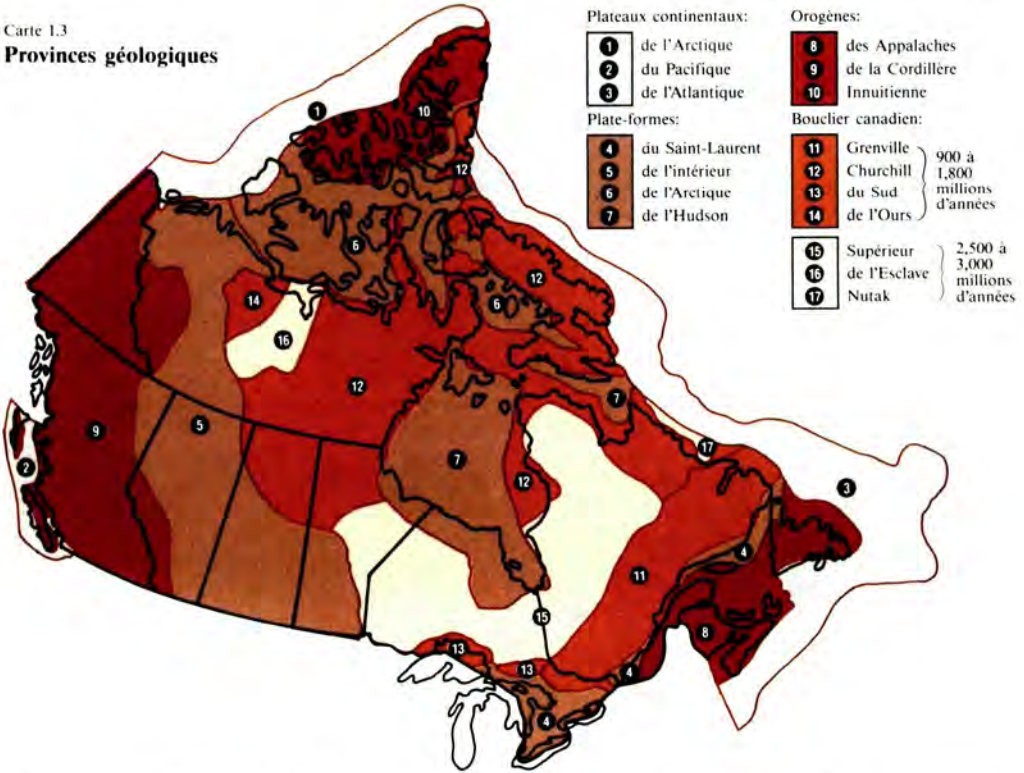 Carte 1.3
Provinces géologiques
Plateaux continentaux:
1 de l'Arctique
2 du Pacifique
3 de l'Atlantique
Plate-formes:
4 du Saint-Laurent
5 de l'intérieur
6 de l'Arctique
7 de l'Hudson
Orogènes:
8 des Appalaches
9 de la Cordillère
10 Innuitienne
Bouclier canadien:
11 Grenville
12 Churchill
13 du Sud
14 de l'Ours
900 à
1,800
millions
d'années
15 Supérieur
16 de l'Esclave
17 Nutak
2,500 à
3,000
millions
d'années
1
10
12
6
12
6
14
16
12
7
5
9
7
2
12
17
3
4
11
15
8
13
13
4
4